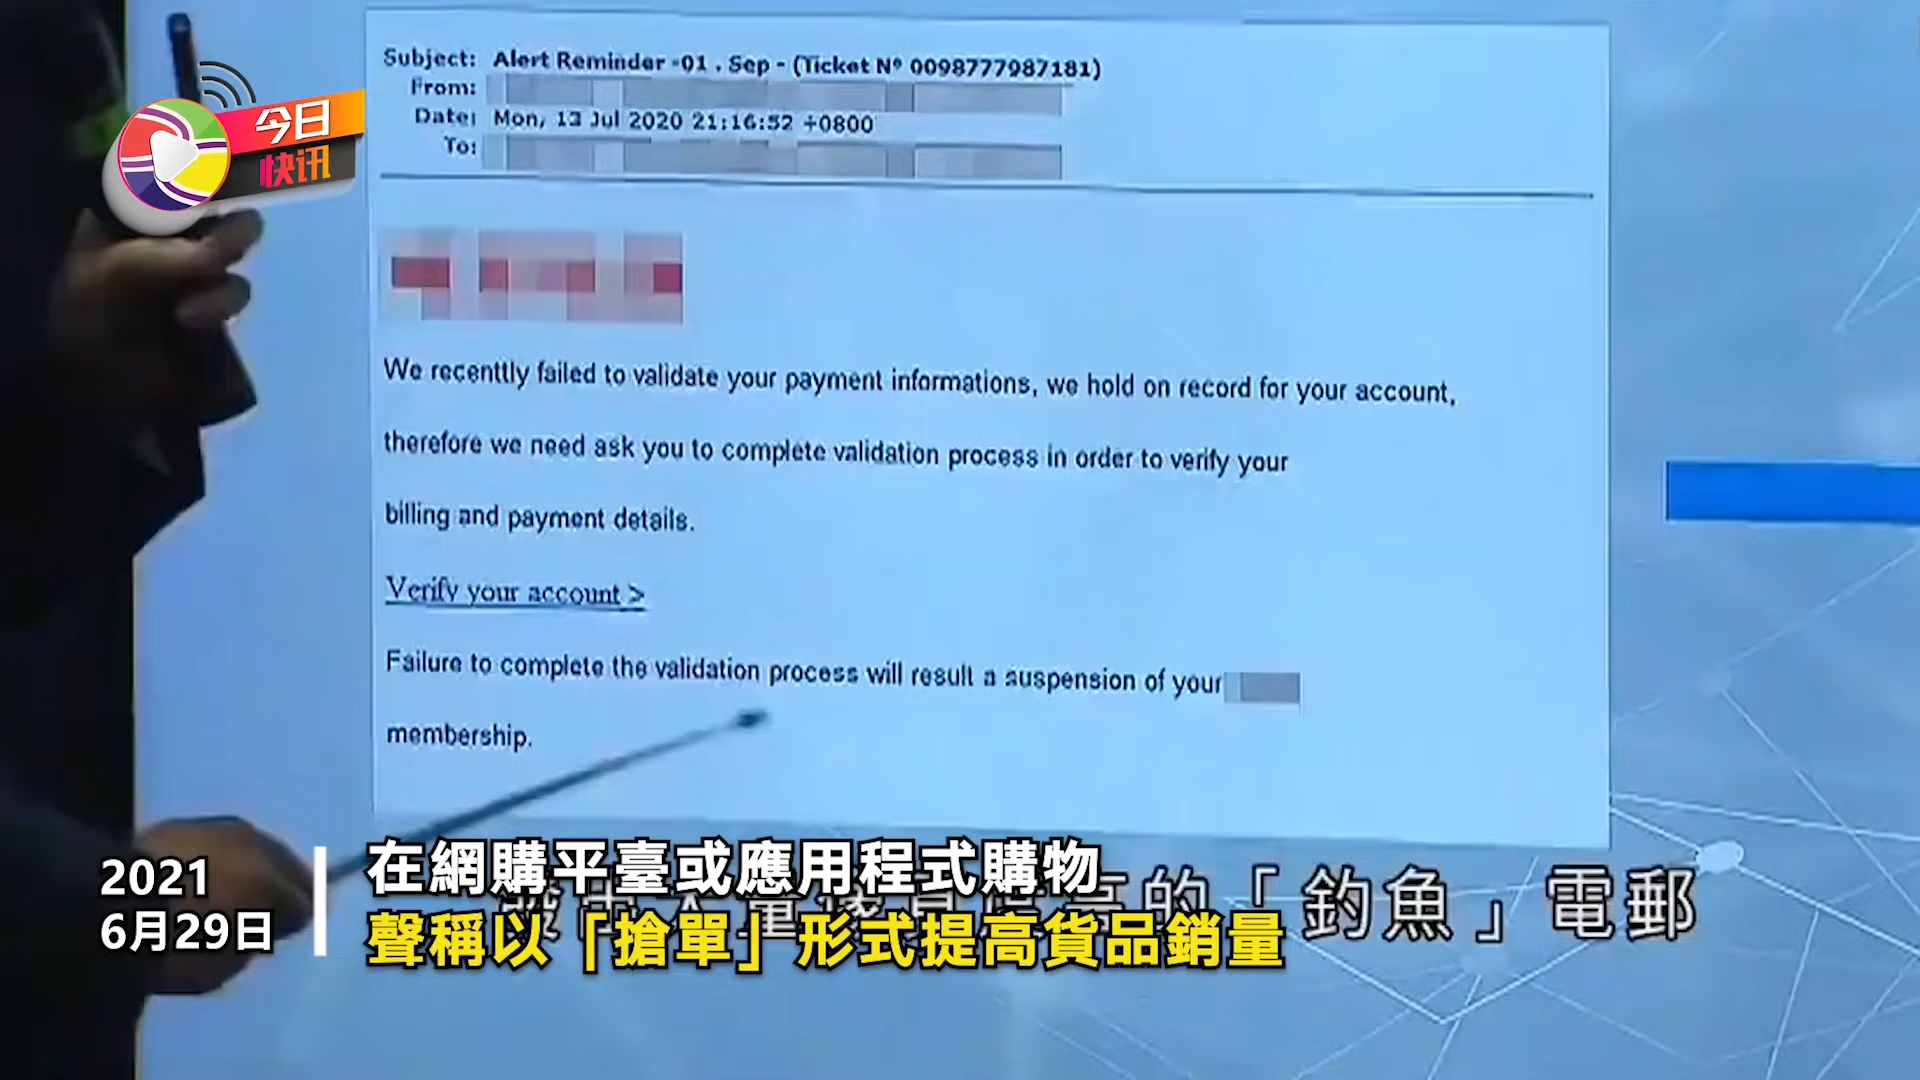 今日
快讯
Subject: Alert Reminder -01 . Sep - (Ticket Nº 0098777987181)
From:
Date: Mon, 13 Jul 2020 21:16:52 +0800
To:
We recently failed to validate your payment informations, we hold on record for your account,
therefore we need ask you to complete validation process in order to verify your
billing and payment details.
Verify your account >
Failure to complete the validation process will result a suspension of your
membership.
的「釣魚」電郵
2021
6月29日
在網購平臺或應用程式購物
聲稱以「搶單」形式提高貨品銷量